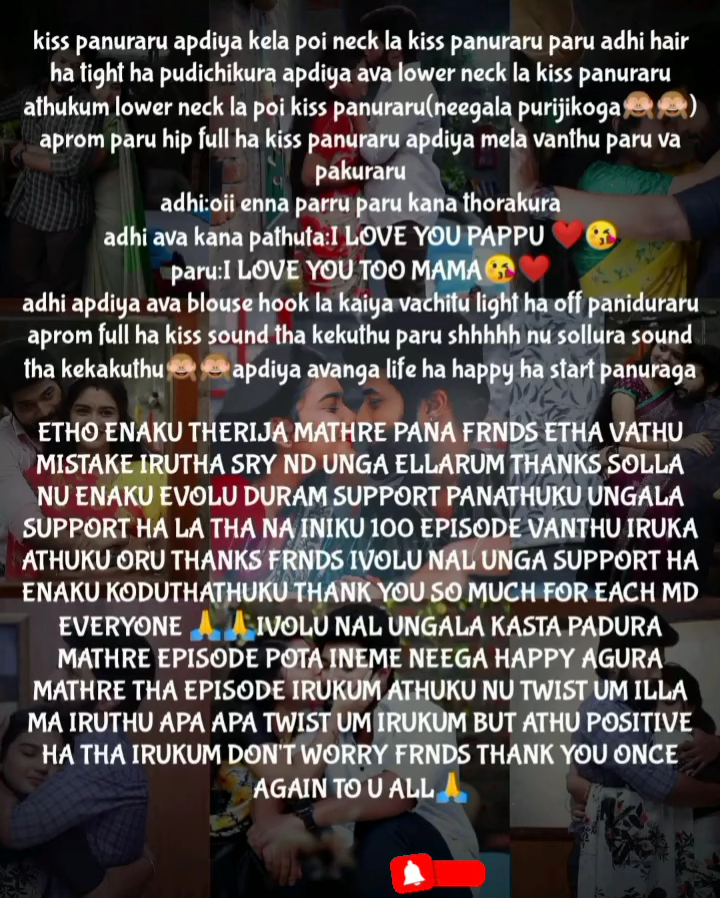 kiss panuraru apdiya kela poi neck la kiss panuraru paru adhi hair
ha tight ha pudichikura apdiya ava lower neck la kiss panuraru
athukum lower neck la poi kiss panuraru(neegala purijikoga🙈🙈)
aprom paru hip full ha kiss panuraru apdiya mela vanthu paru va
pakuraru
adhi:oii enna parru paru kana thorakura
adhi ava kana pathuta:I LOVE YOU PAPPU ❤️😘
paru:I LOVE YOU TOO MAMA😘❤️
adhi apdiya ava blouse hook la kaiya vachitu light ha off paniduraru
aprom full ha kiss sound tha kekuthu paru shhhhh nu sollura sound
tha kekakuthu🙈🙈apdiya avanga life ha happy ha start panuraga
ETHO ENAKU THERIJA MATHRE PANA FRNDS ETHA VATHU
MISTAKE IRUTHA SRY ND UNGA ELLARUM THANKS SOLLA
NU ENAKU EVOLU DURAM SUPPORT PANATHUKU UNGALA
SUPPORT HA LA THA NA INIKU 100 EPISODE VANTHU IRUKA
ATHUKU ORU THANKS FRNDS IVOLU NAL UNGA SUPPORT HA
ENAKU KODUTHATHUKU THANK YOU SO MUCH FOR EACH MD
EVERYONE 🙏🙏IVOLU NAL UNGALA KASTA PADURA
MATHRE EPISODE POTA INEME NEEGA HAPPY AGURA
MATHRE THA EPISODE IRUKUM ATHUKU NU TWIST UM ILLA
MA IRUTHU APA APA TWIST UM IRUKUM BUT ATHU POSITIVE
HA THA IRUKUM DON'T WORRY FRNDS THANK YOU ONCE
AGAIN TO U ALL🙏